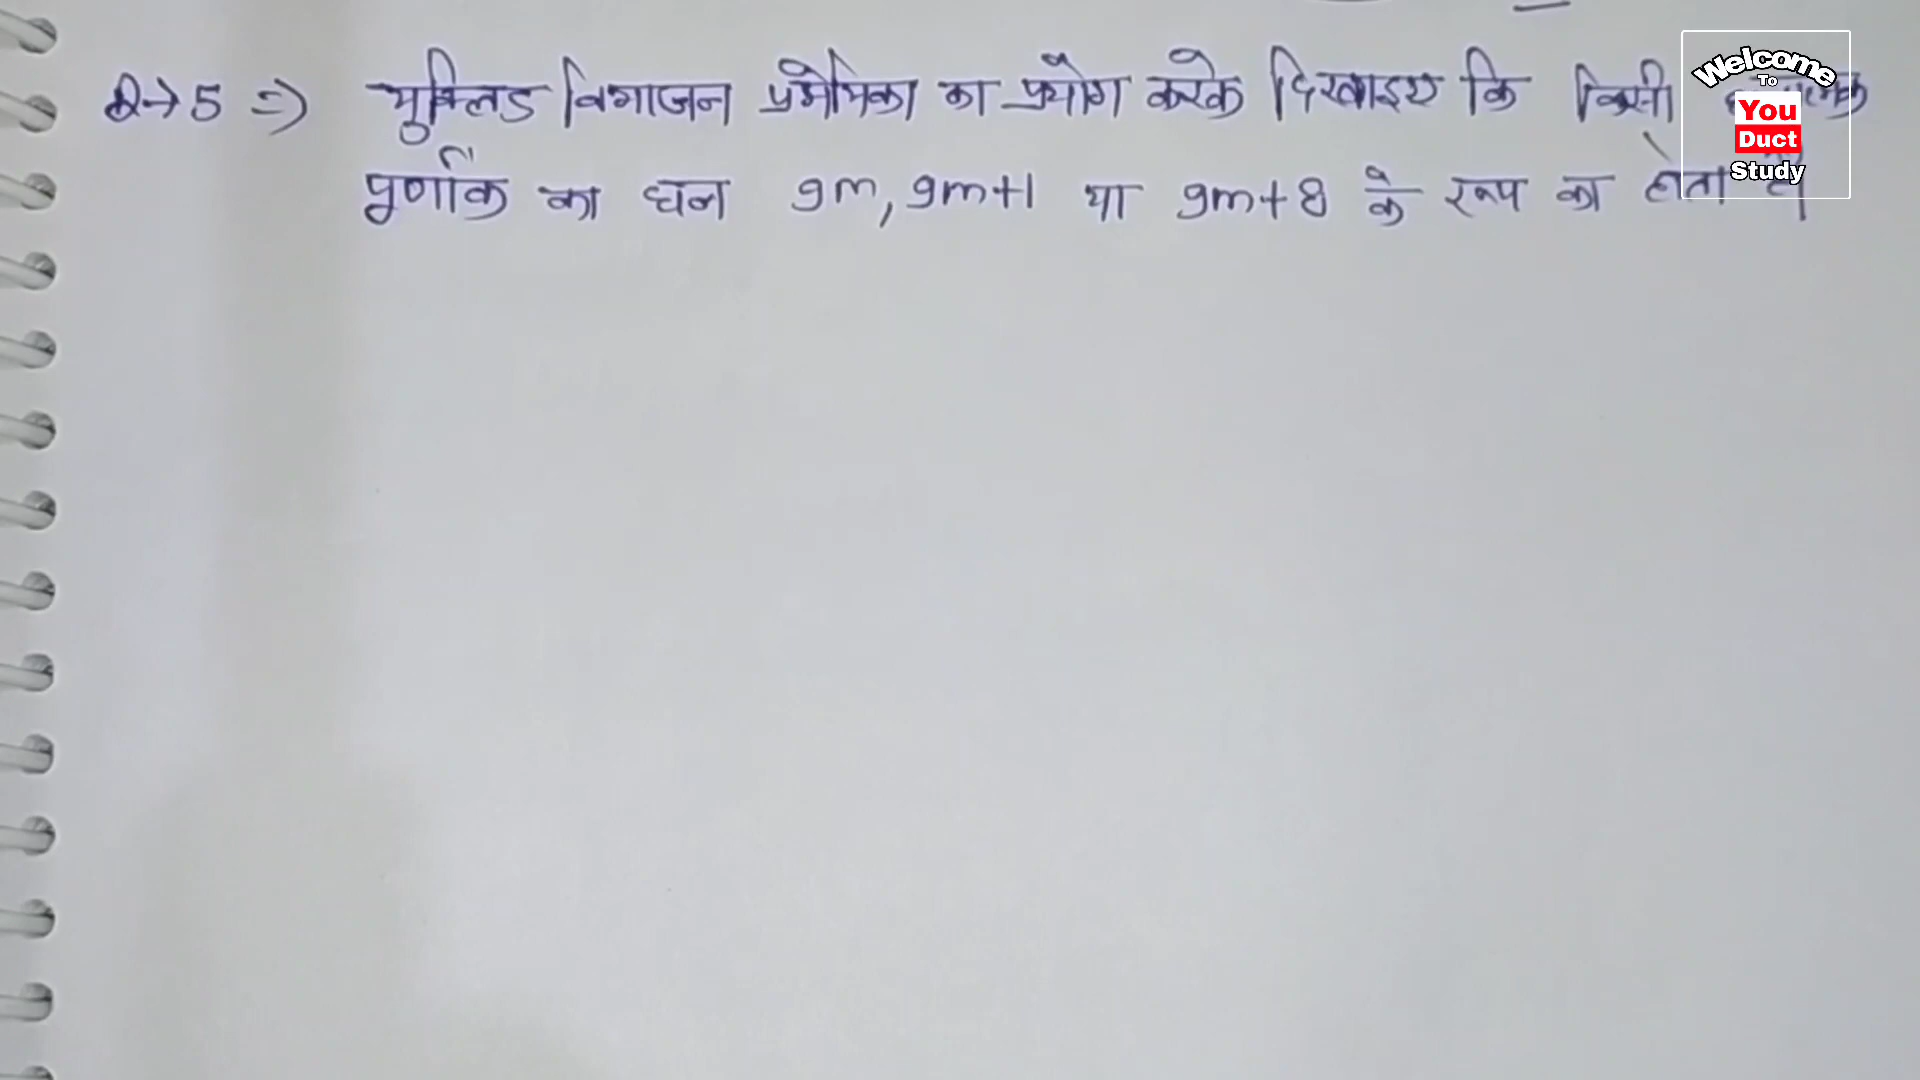 Q→5 ⇒) युक्लिड विभाजन प्रमेयिका का प्रयोग करके दिखाइए कि किसी
पूर्णांक का घन 9m, 9m+1 या 9m+8 के रूप का होता है
Welcome
To
You
Duct
Study